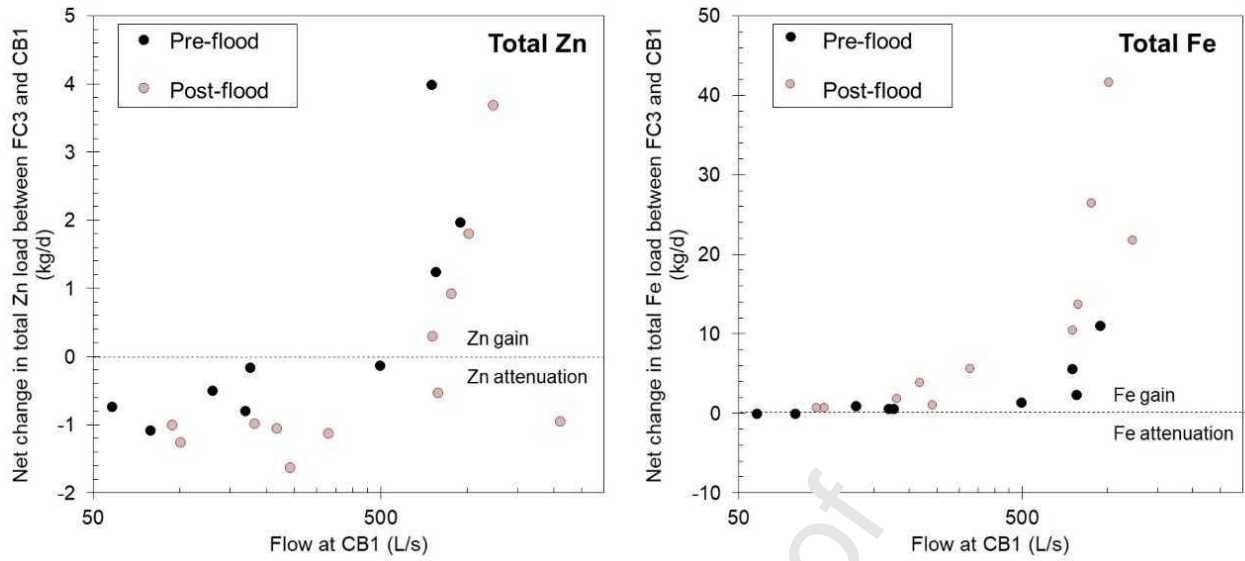 Net change in total Zn load between FC3 and CB1
(kg/d)
5
4
3
2
1
0
-1
-2
Pre-flood
Post-flood
Total Zn
Zn gain
Zn attenuation
50
500
Flow at CB1 (L/s)
Net change in total Fe load between FC3 and CB1
(kg/d)
50
40
30
20
10
0
-10
Pre-flood
Post-flood
Total Fe
Fe gain
Fe attenuation
50
500
Flow at CB1 (L/s)
of